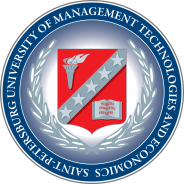 SAINT-PETERSBURG UNIVERSITY OF MANAGEMENT TECHNOLOGIES AND ECONOMICS